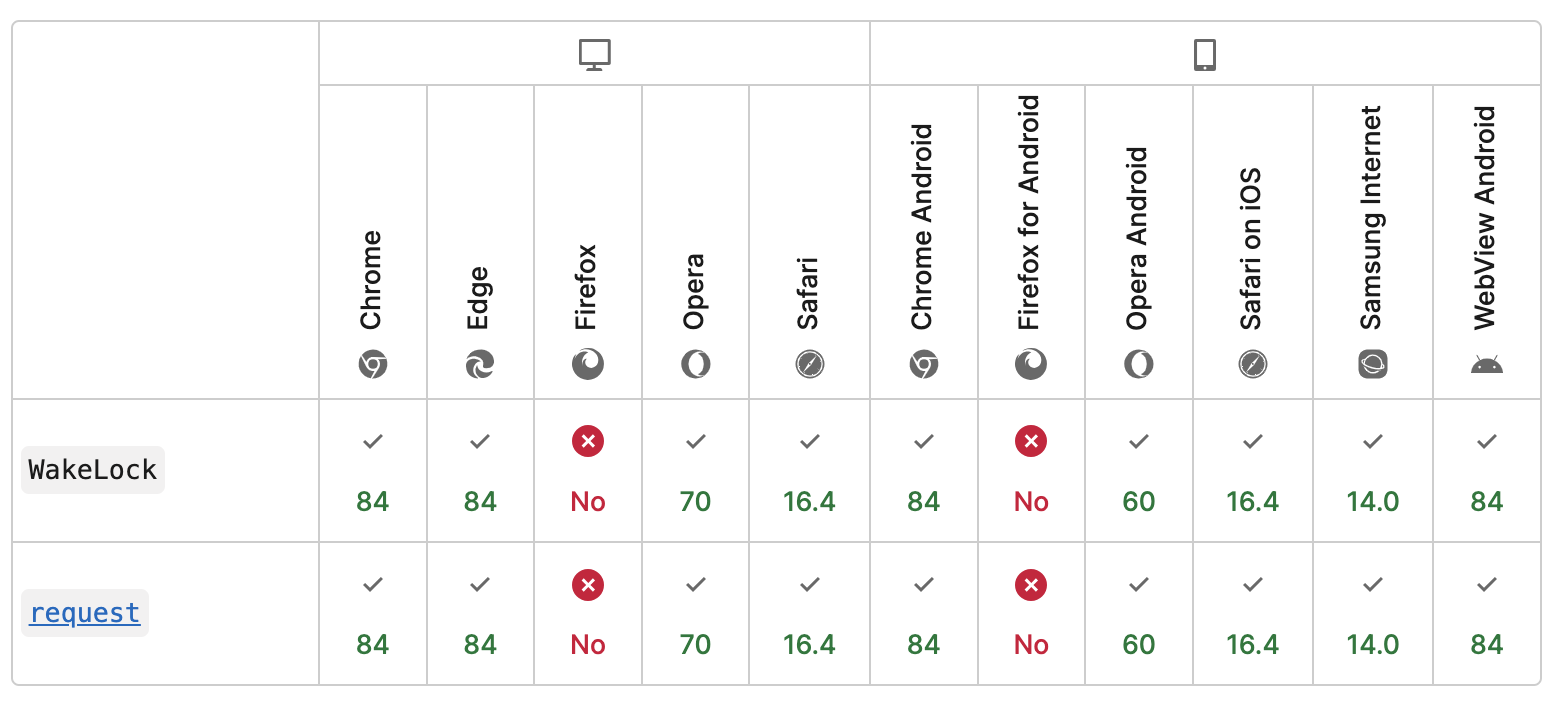 Chrome
Edge
Firefox
Opera
Safari
Chrome Android
Firefox for Android
Opera Android
Safari on iOS
Samsung Internet
WebView Android
WakeLock
84 84 No 70 16.4 84 No 60 16.4 14.0 84
request
84 84 No 70 16.4 84 No 60 16.4 14.0 84